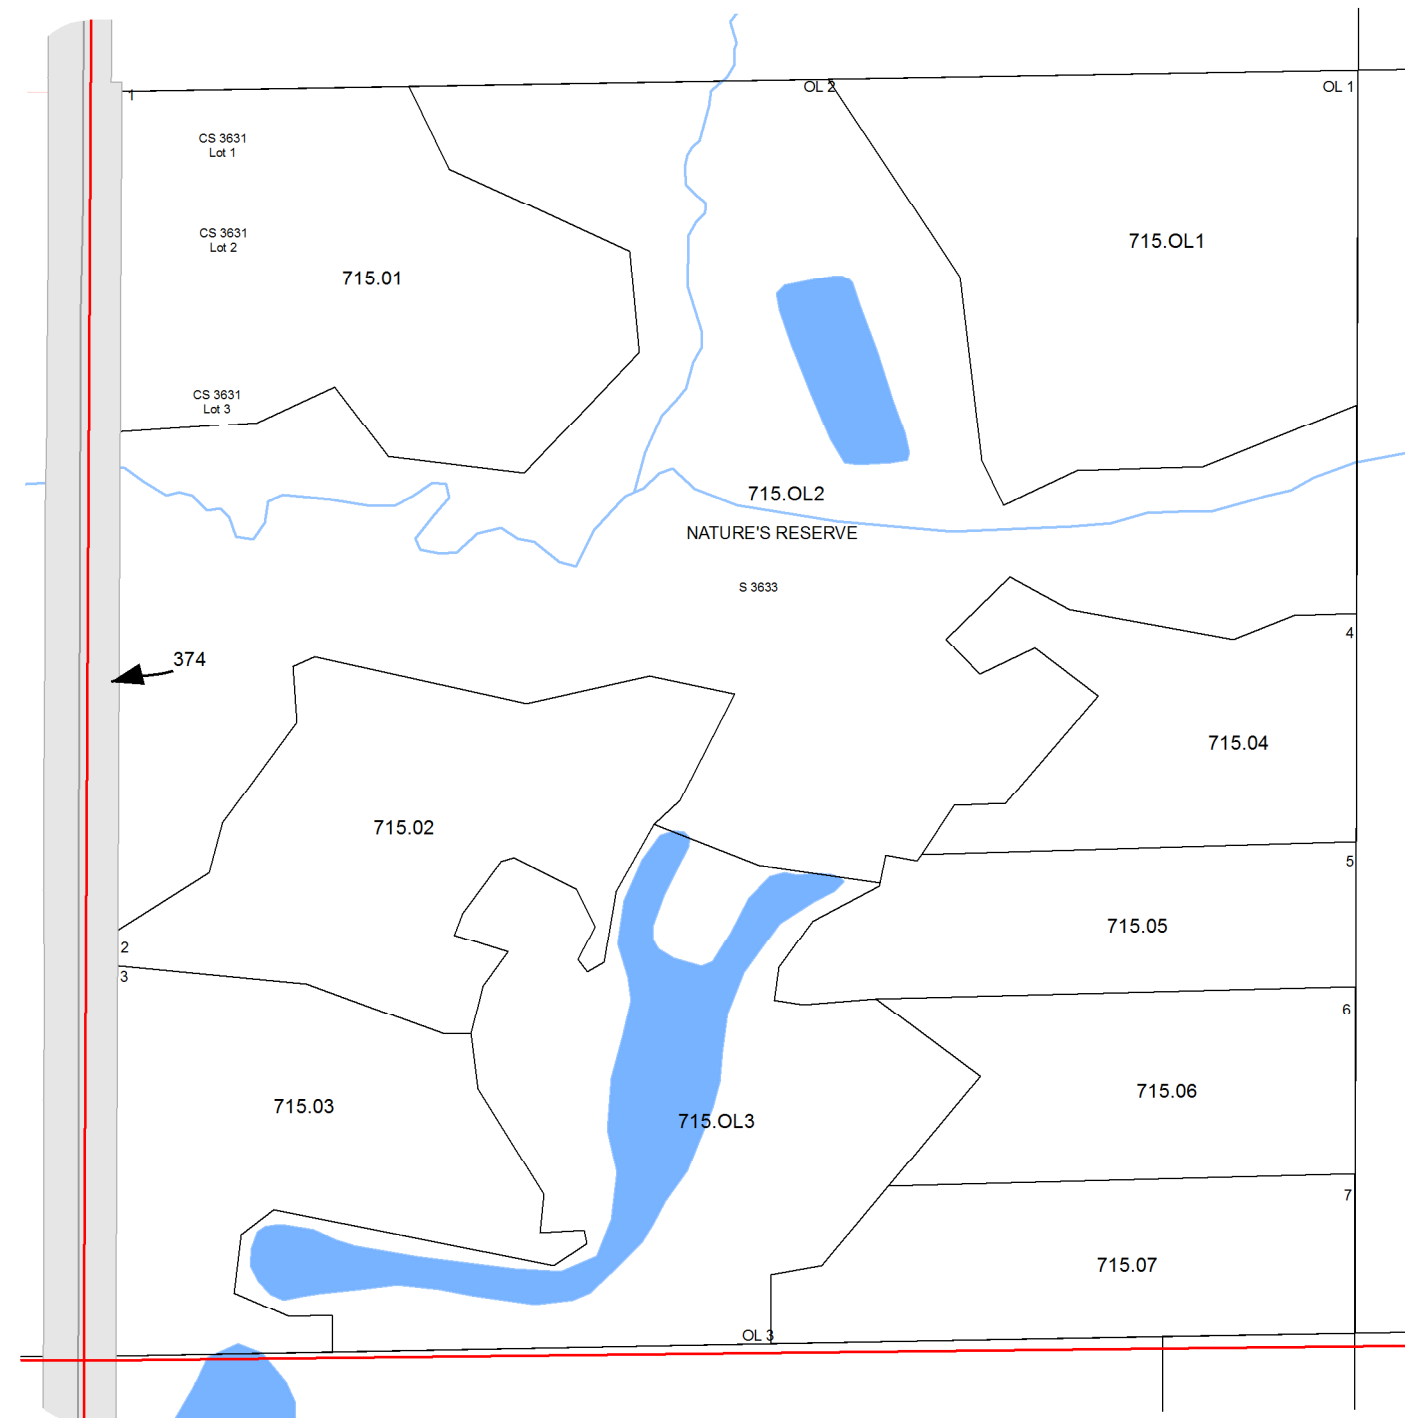 OL 2
OL 1
1
CS 3631
Lot 1
CS 3631
Lot 2
715.OL1
715.01
CS 3631
Lot 3
715.OL2
NATURE'S RESERVE
S 3633
4
374
715.04
715.02
5
715.05
2
3
6
715.06
715.03
715.OL3
7
715.07
OL 3